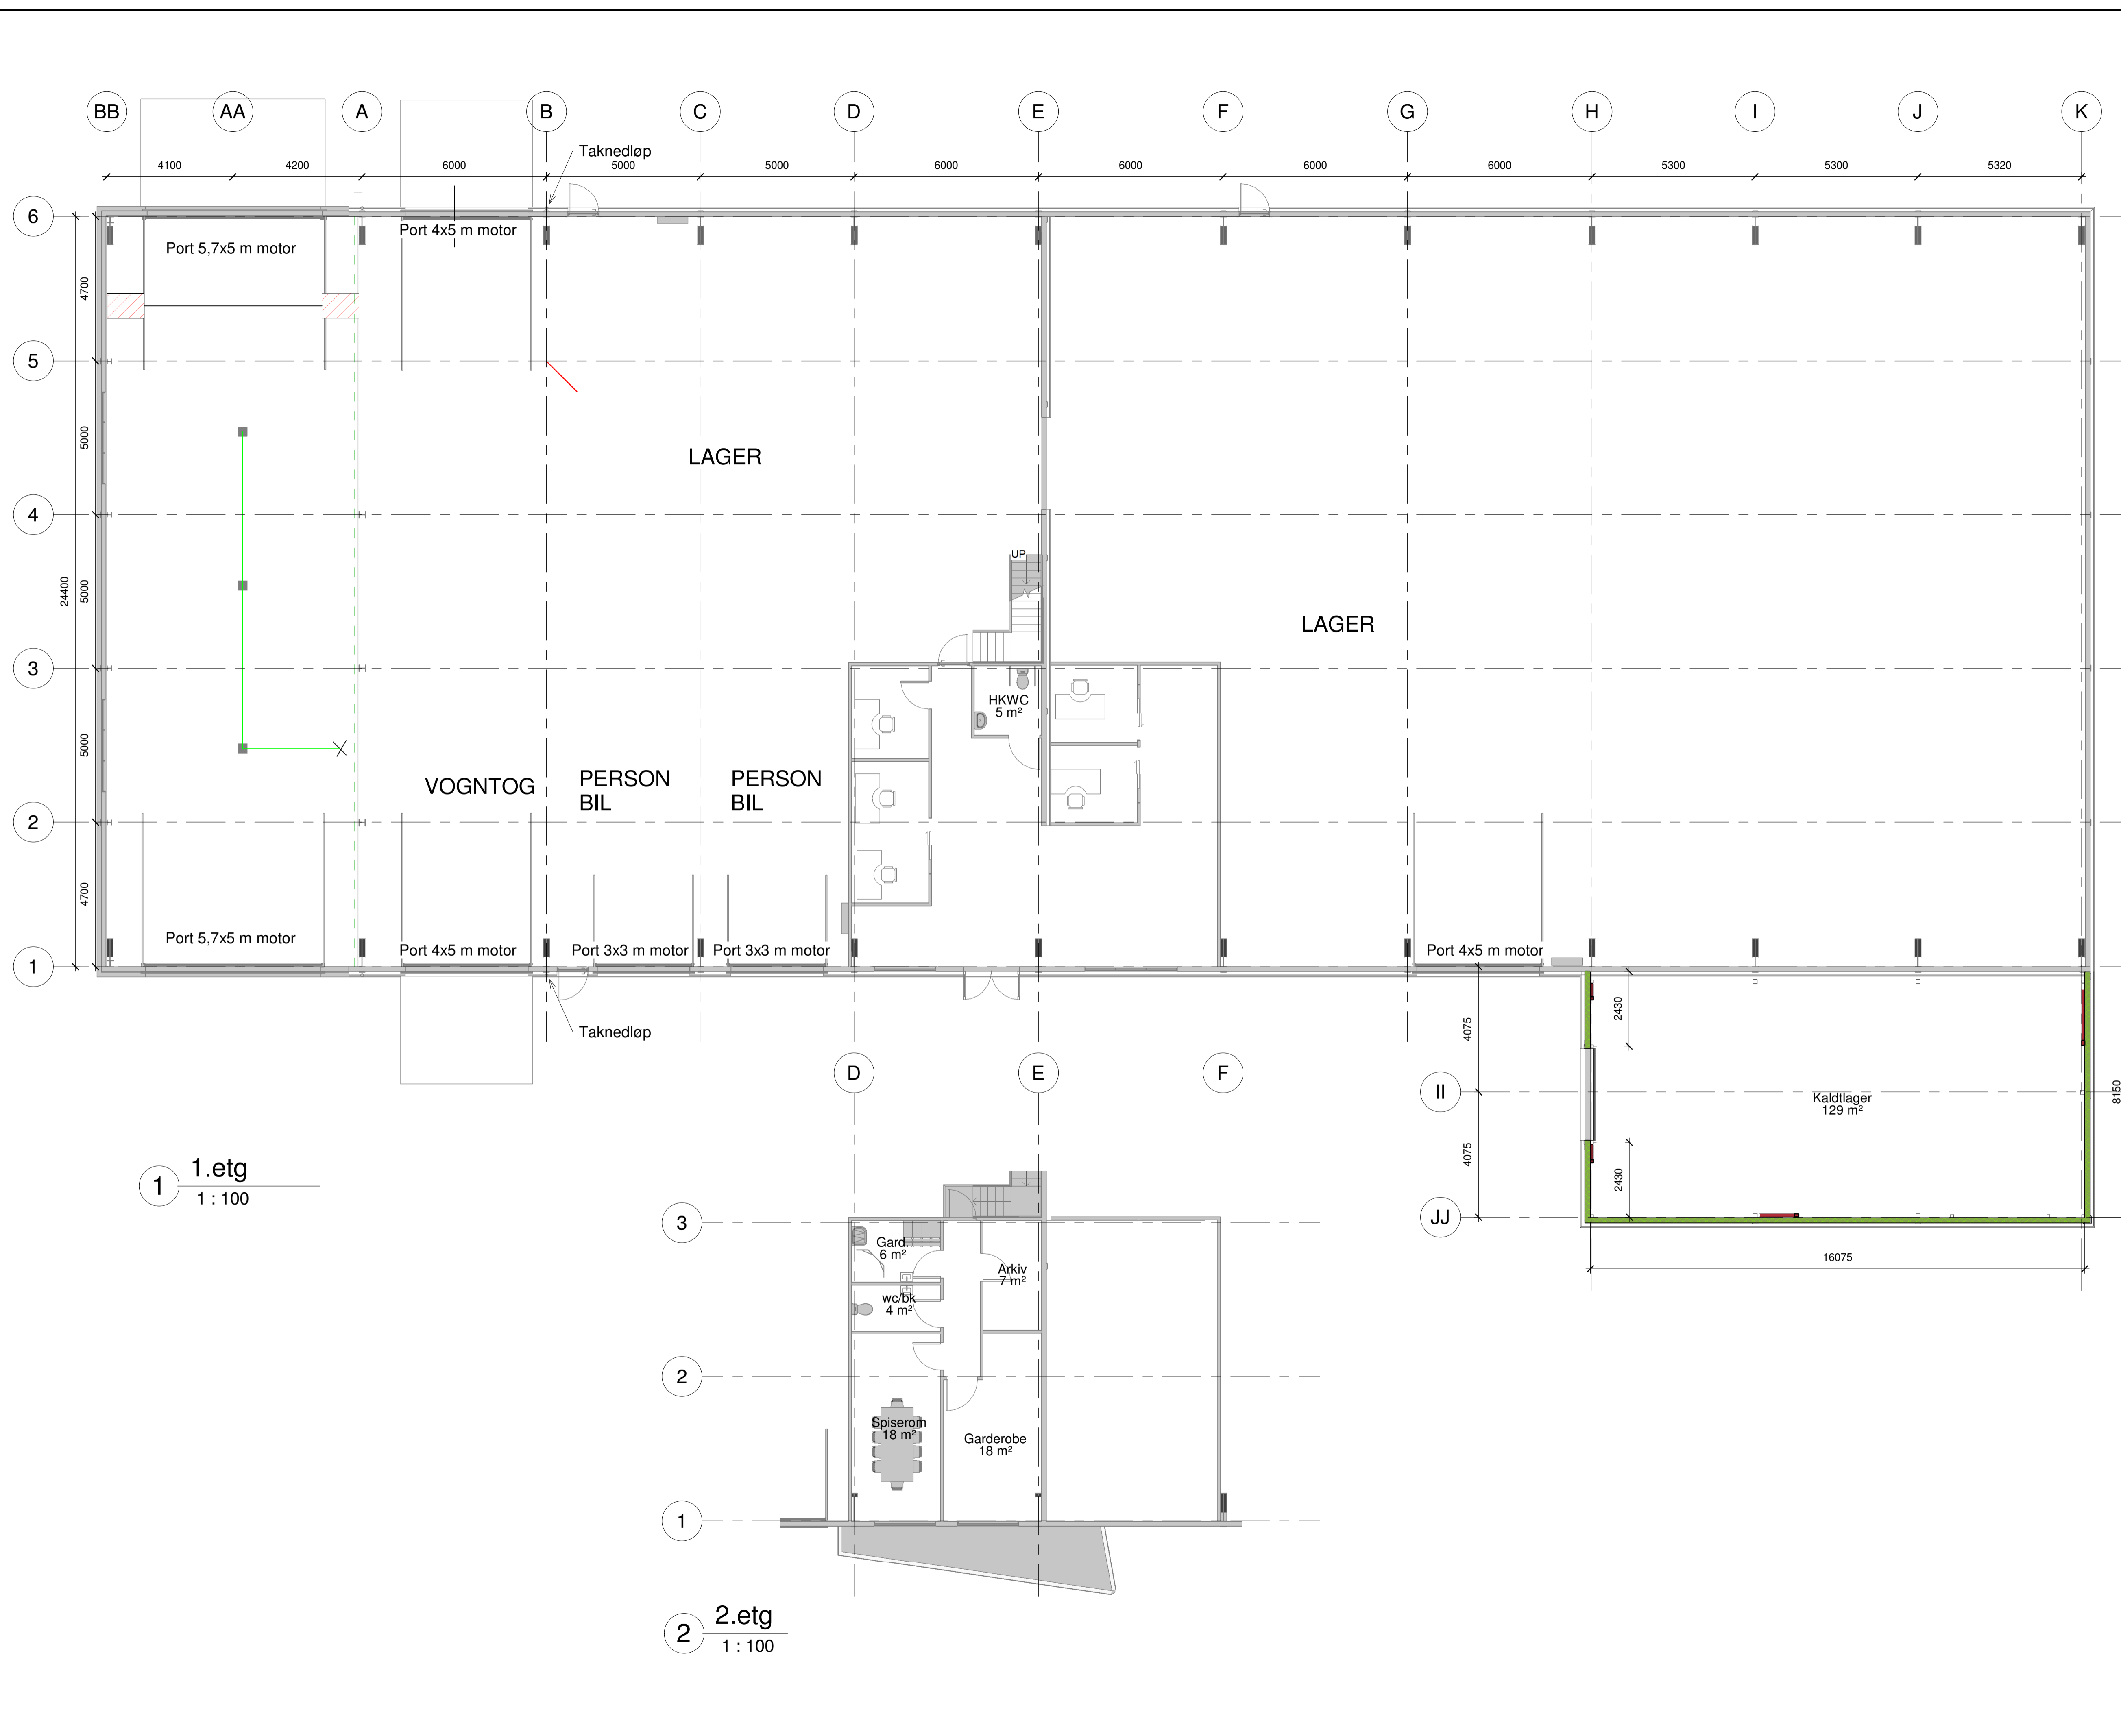 BB AA A B C D E F G H I J K
Taknedløp
4100 4200 6000 5000 5000 6000 6000 6000 6000 5300 5300 5320
6
Port 5,7x5 m motor
Port 4x5 m motor
4700
5
5000
LAGER
4
UP
24400
5000
LAGER
3
HKWC
5 m²
5000
VOGNTOG
PERSON
BIL
PERSON
BIL
2
4700
Port 5,7x5 m motor
Port 4x5 m motor
Port 3x3 m motor
Port 3x3 m motor
Port 4x5 m motor
1
Taknedløp
2430
4075
D E F
II
Kaldtlager
129 m²
8150
4075
2430
JJ
16075
1
1.etg
1 : 100
3
Gard.
6 m²
Arkiv
7 m²
wc/bk
4 m²
2
Spiserom
18 m²
Garderobe
18 m²
1
2
2.etg
1 : 100